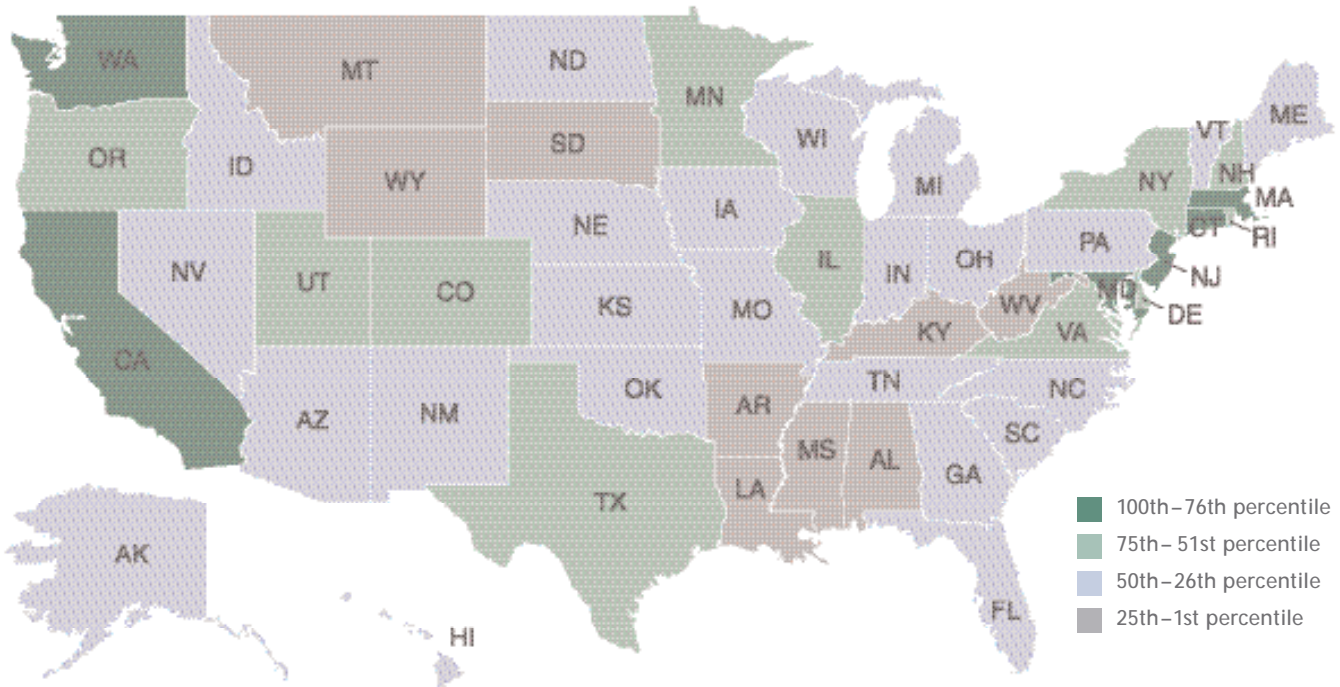 WA
MT
ND
MN
OR
ID
WY
SD
WI
MI
VT
ME
NH
NY
MA
CT
RI
NV
UT
CO
NE
IA
IL
IN
OH
PA
NJ
MD
DE
WV
VA
KS
MO
KY
CA
AZ
NM
OK
AR
TN
NC
SC
MS
AL
GA
LA
TX
AK
HI
FL
100th–76th percentile
75th–51st percentile
50th–26th percentile
25th–1st percentile